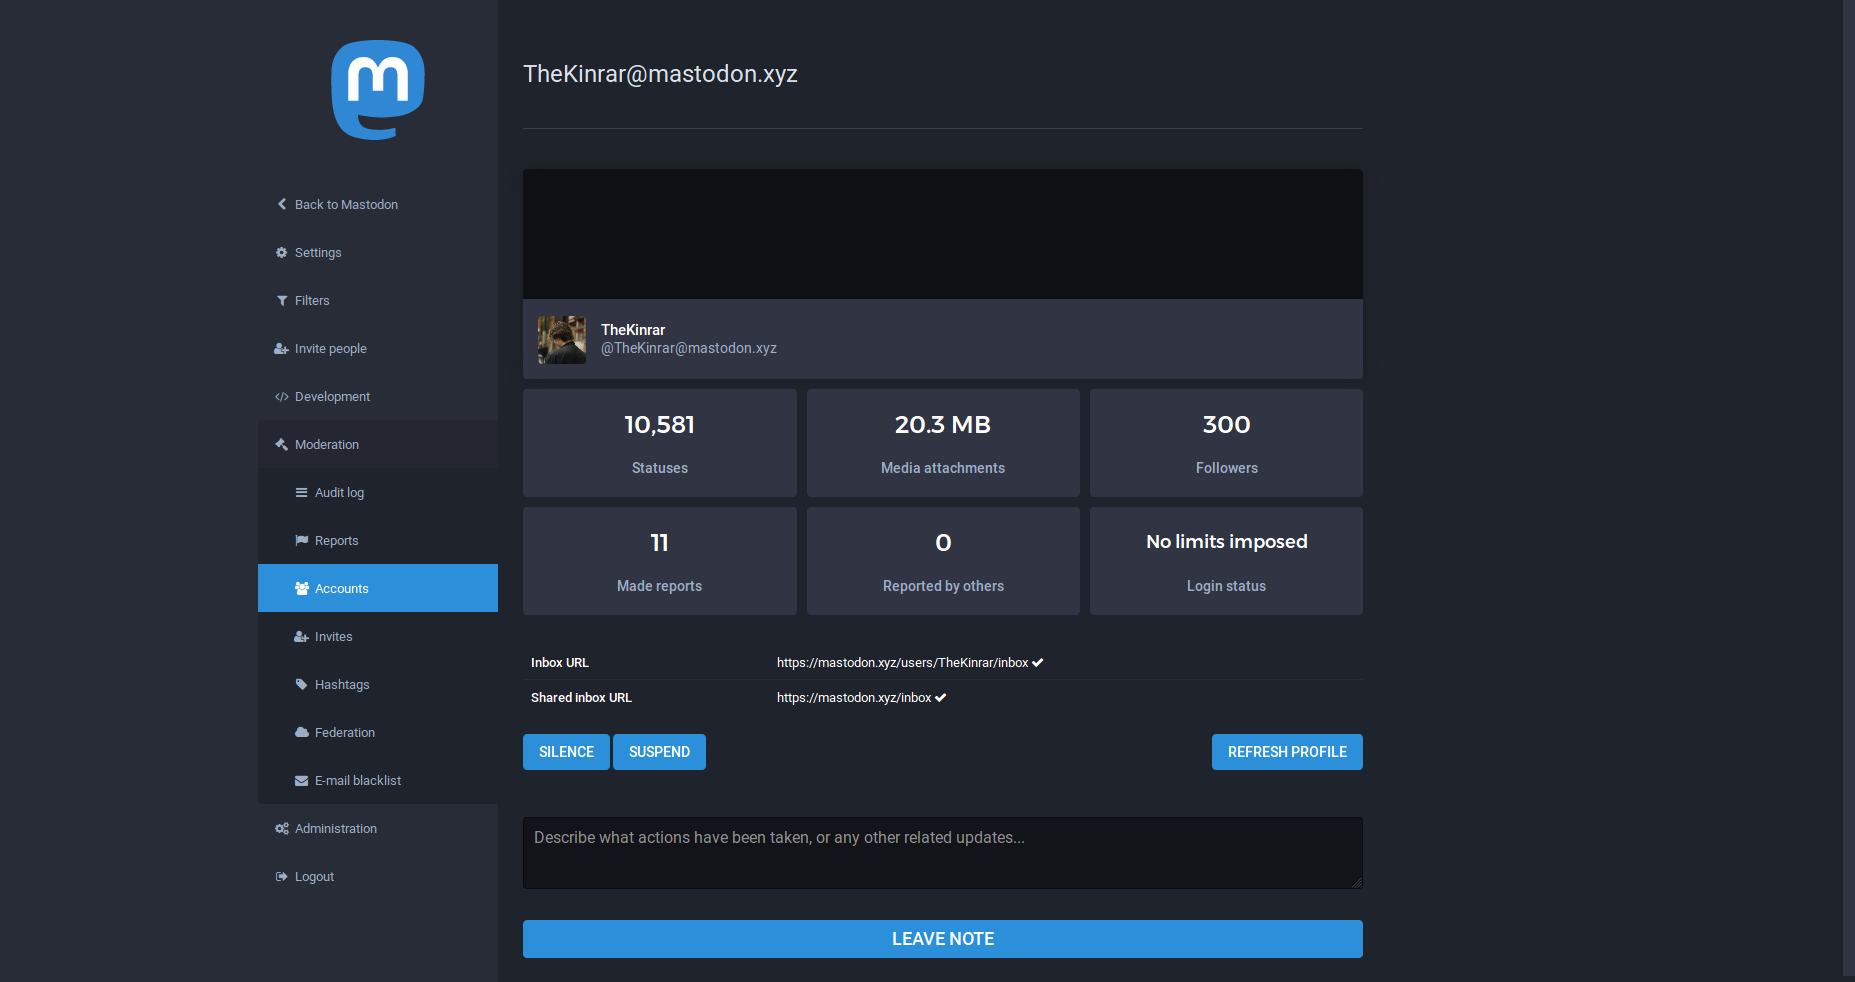 TheKinrar@mastodon.xyz
Back to Mastodon
Settings
Filters
Invite people
Development
Moderation
Audit log
Reports
Accounts
Invites
Hashtags
Federation
E-mail blacklist
Administration
Logout
TheKinrar
@TheKinrar@mastodon.xyz
10,581
Statuses
20.3 MB
Media attachments
300
Followers
11
Made reports
0
Reported by others
No limits imposed
Login status
Inbox URL https://mastodon.xyz/users/TheKinrar/inbox
Shared inbox URL https://mastodon.xyz/inbox
SILENCE SUSPEND REFRESH PROFILE
Describe what actions have been taken, or any other related updates...
LEAVE NOTE